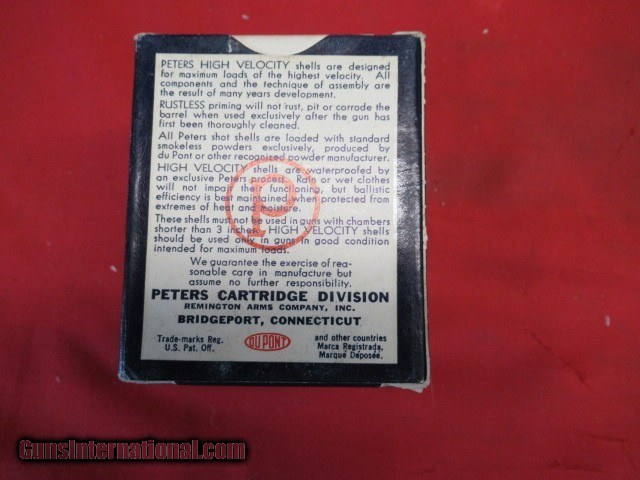 PETERS HIGH VELOCITY shells are designed
for maximum loads of the highest velocity. All
components and the technique of assembly are
the result of many years development.
RUSTLESS priming will not rust, pit or corrode the
barrel when used exclusively after the gun has
first been thoroughly cleaned.
All Peters shot shells are loaded with standard
smokeless powders exclusively, produced by
du Pont or other recognized powder manufacturer.
HIGH VELOCITY shells are waterproofed by
an exclusive Peters process. Rain or wet clothes
will not impair their functioning, but ballistic
efficiency is best maintained when protected from
extremes of heat and moisture.
These shells must not be used in guns with chambers
shorter than 3 inches. HIGH VELOCITY shells
should be used only in guns in good condition
intended for maximum loads.
P
We guarantee the exercise of rea-
sonable care in manufacture but
assume no further responsibility.
PETERS CARTRIDGE DIVISION
REMINGTON ARMS COMPANY, INC.
BRIDGEPORT, CONNECTICUT
Trade-marks Reg.
U.S. Pat. Off.
DU PONT
and other countries
Marca Registrada.
Marque Déposée.
GunsInternational.com